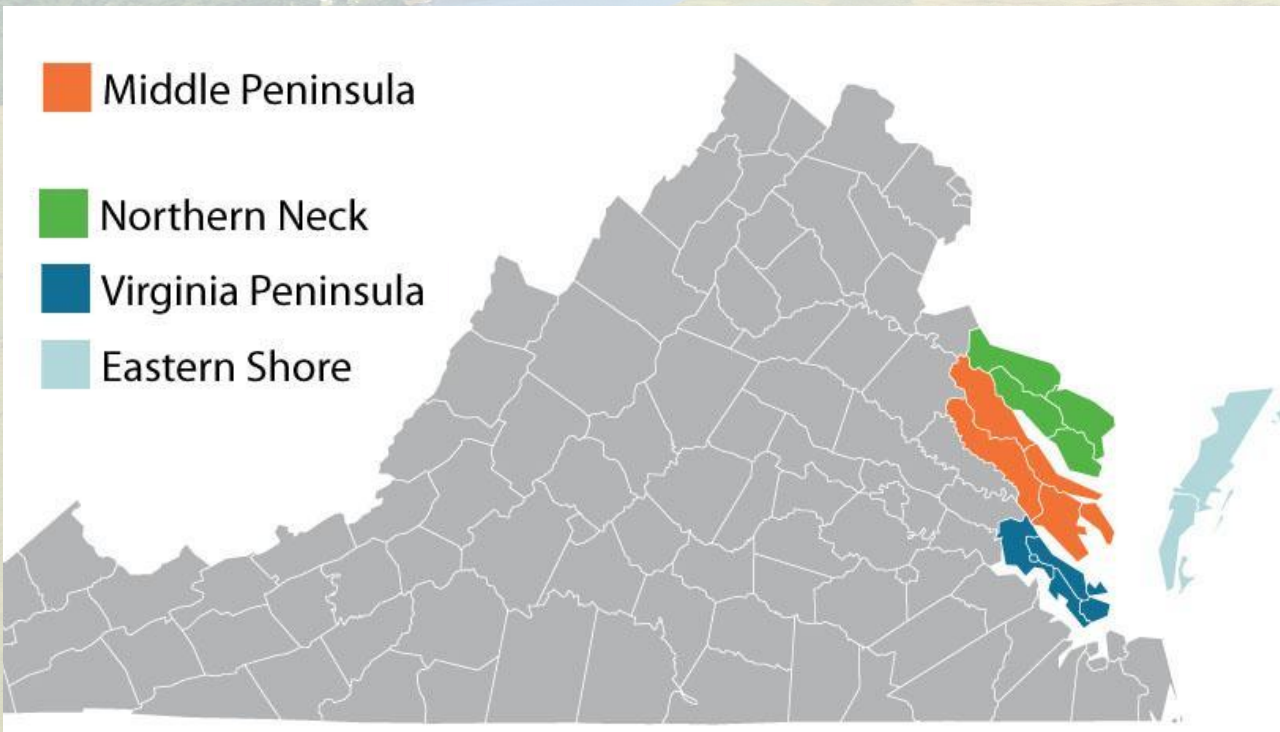 Middle Peninsula
Northern Neck
Virginia Peninsula
Eastern Shore